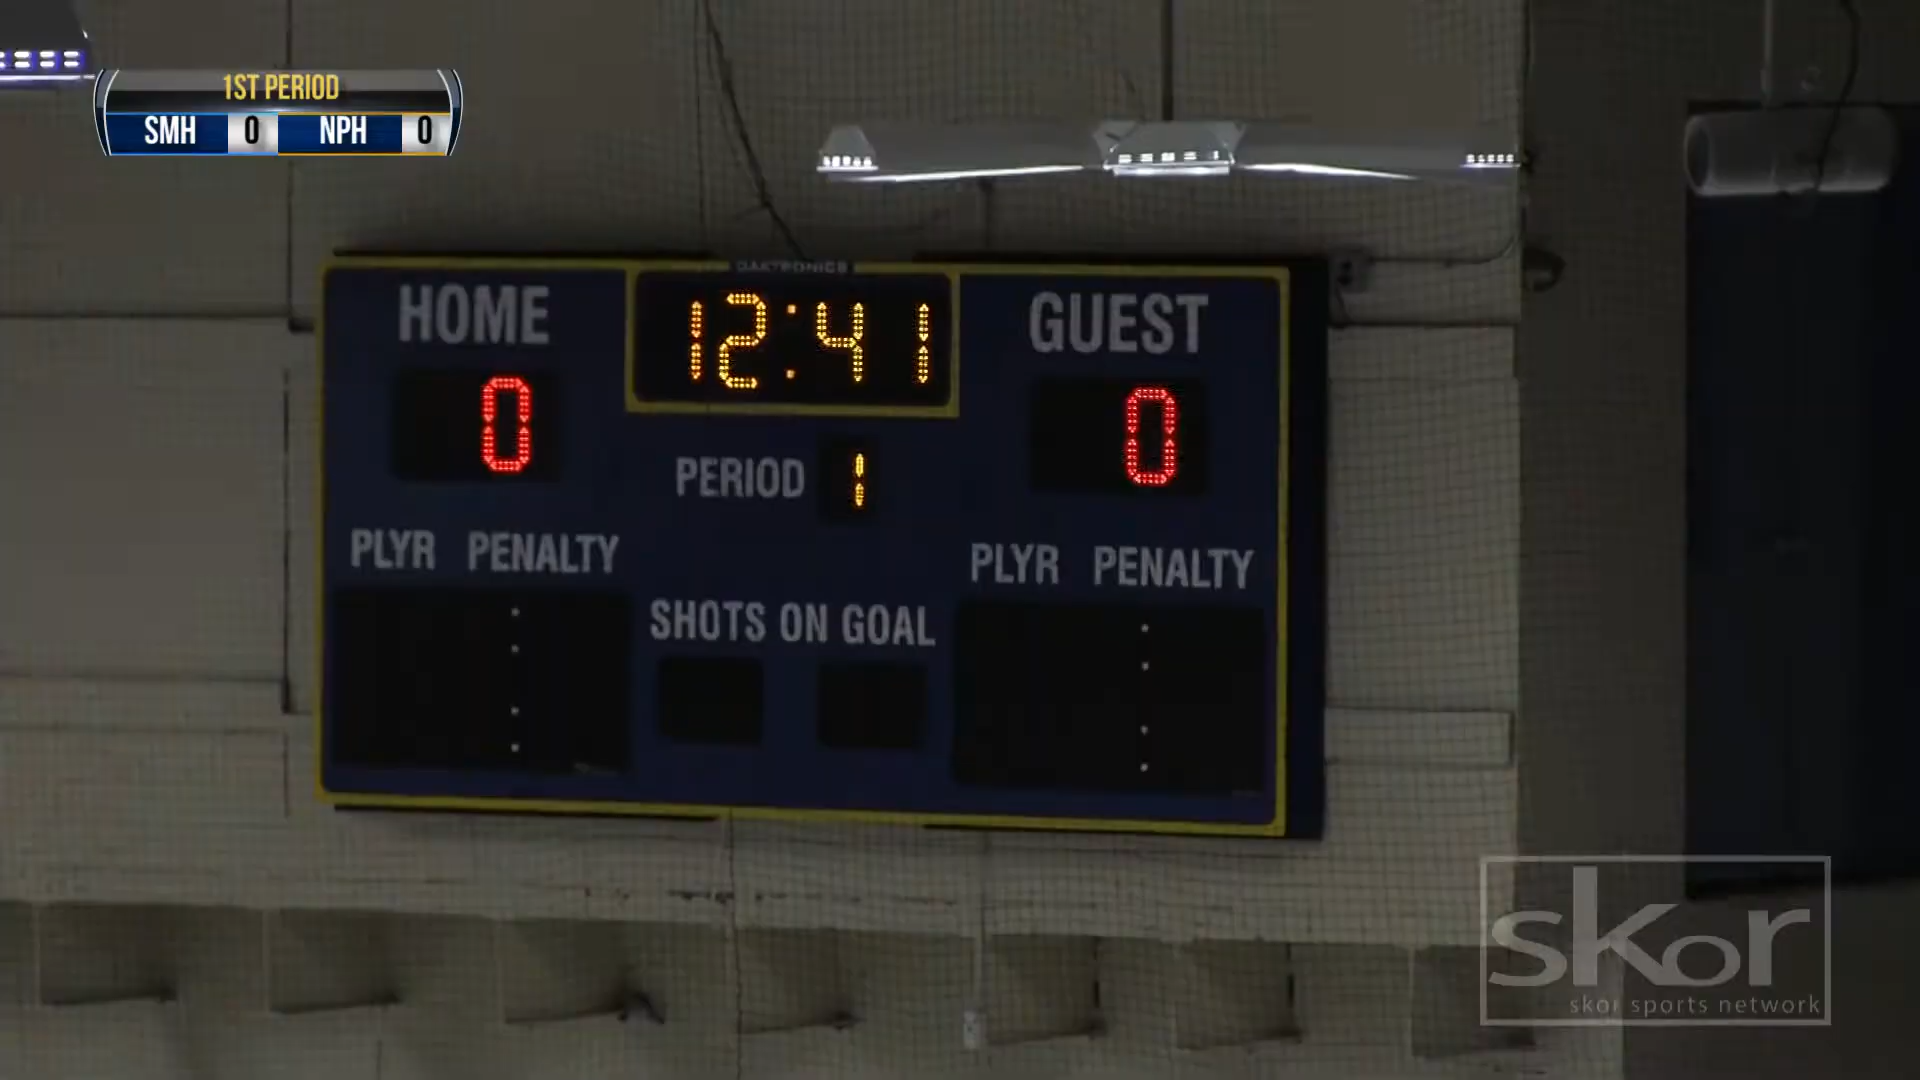 1ST PERIOD
SMH 0 NPH 0
DAKTRONICS
HOME 12:41 GUEST
0 0
PERIOD 1
PLYR PENALTY PLYR PENALTY
SHOTS ON GOAL
skor
skor sports network